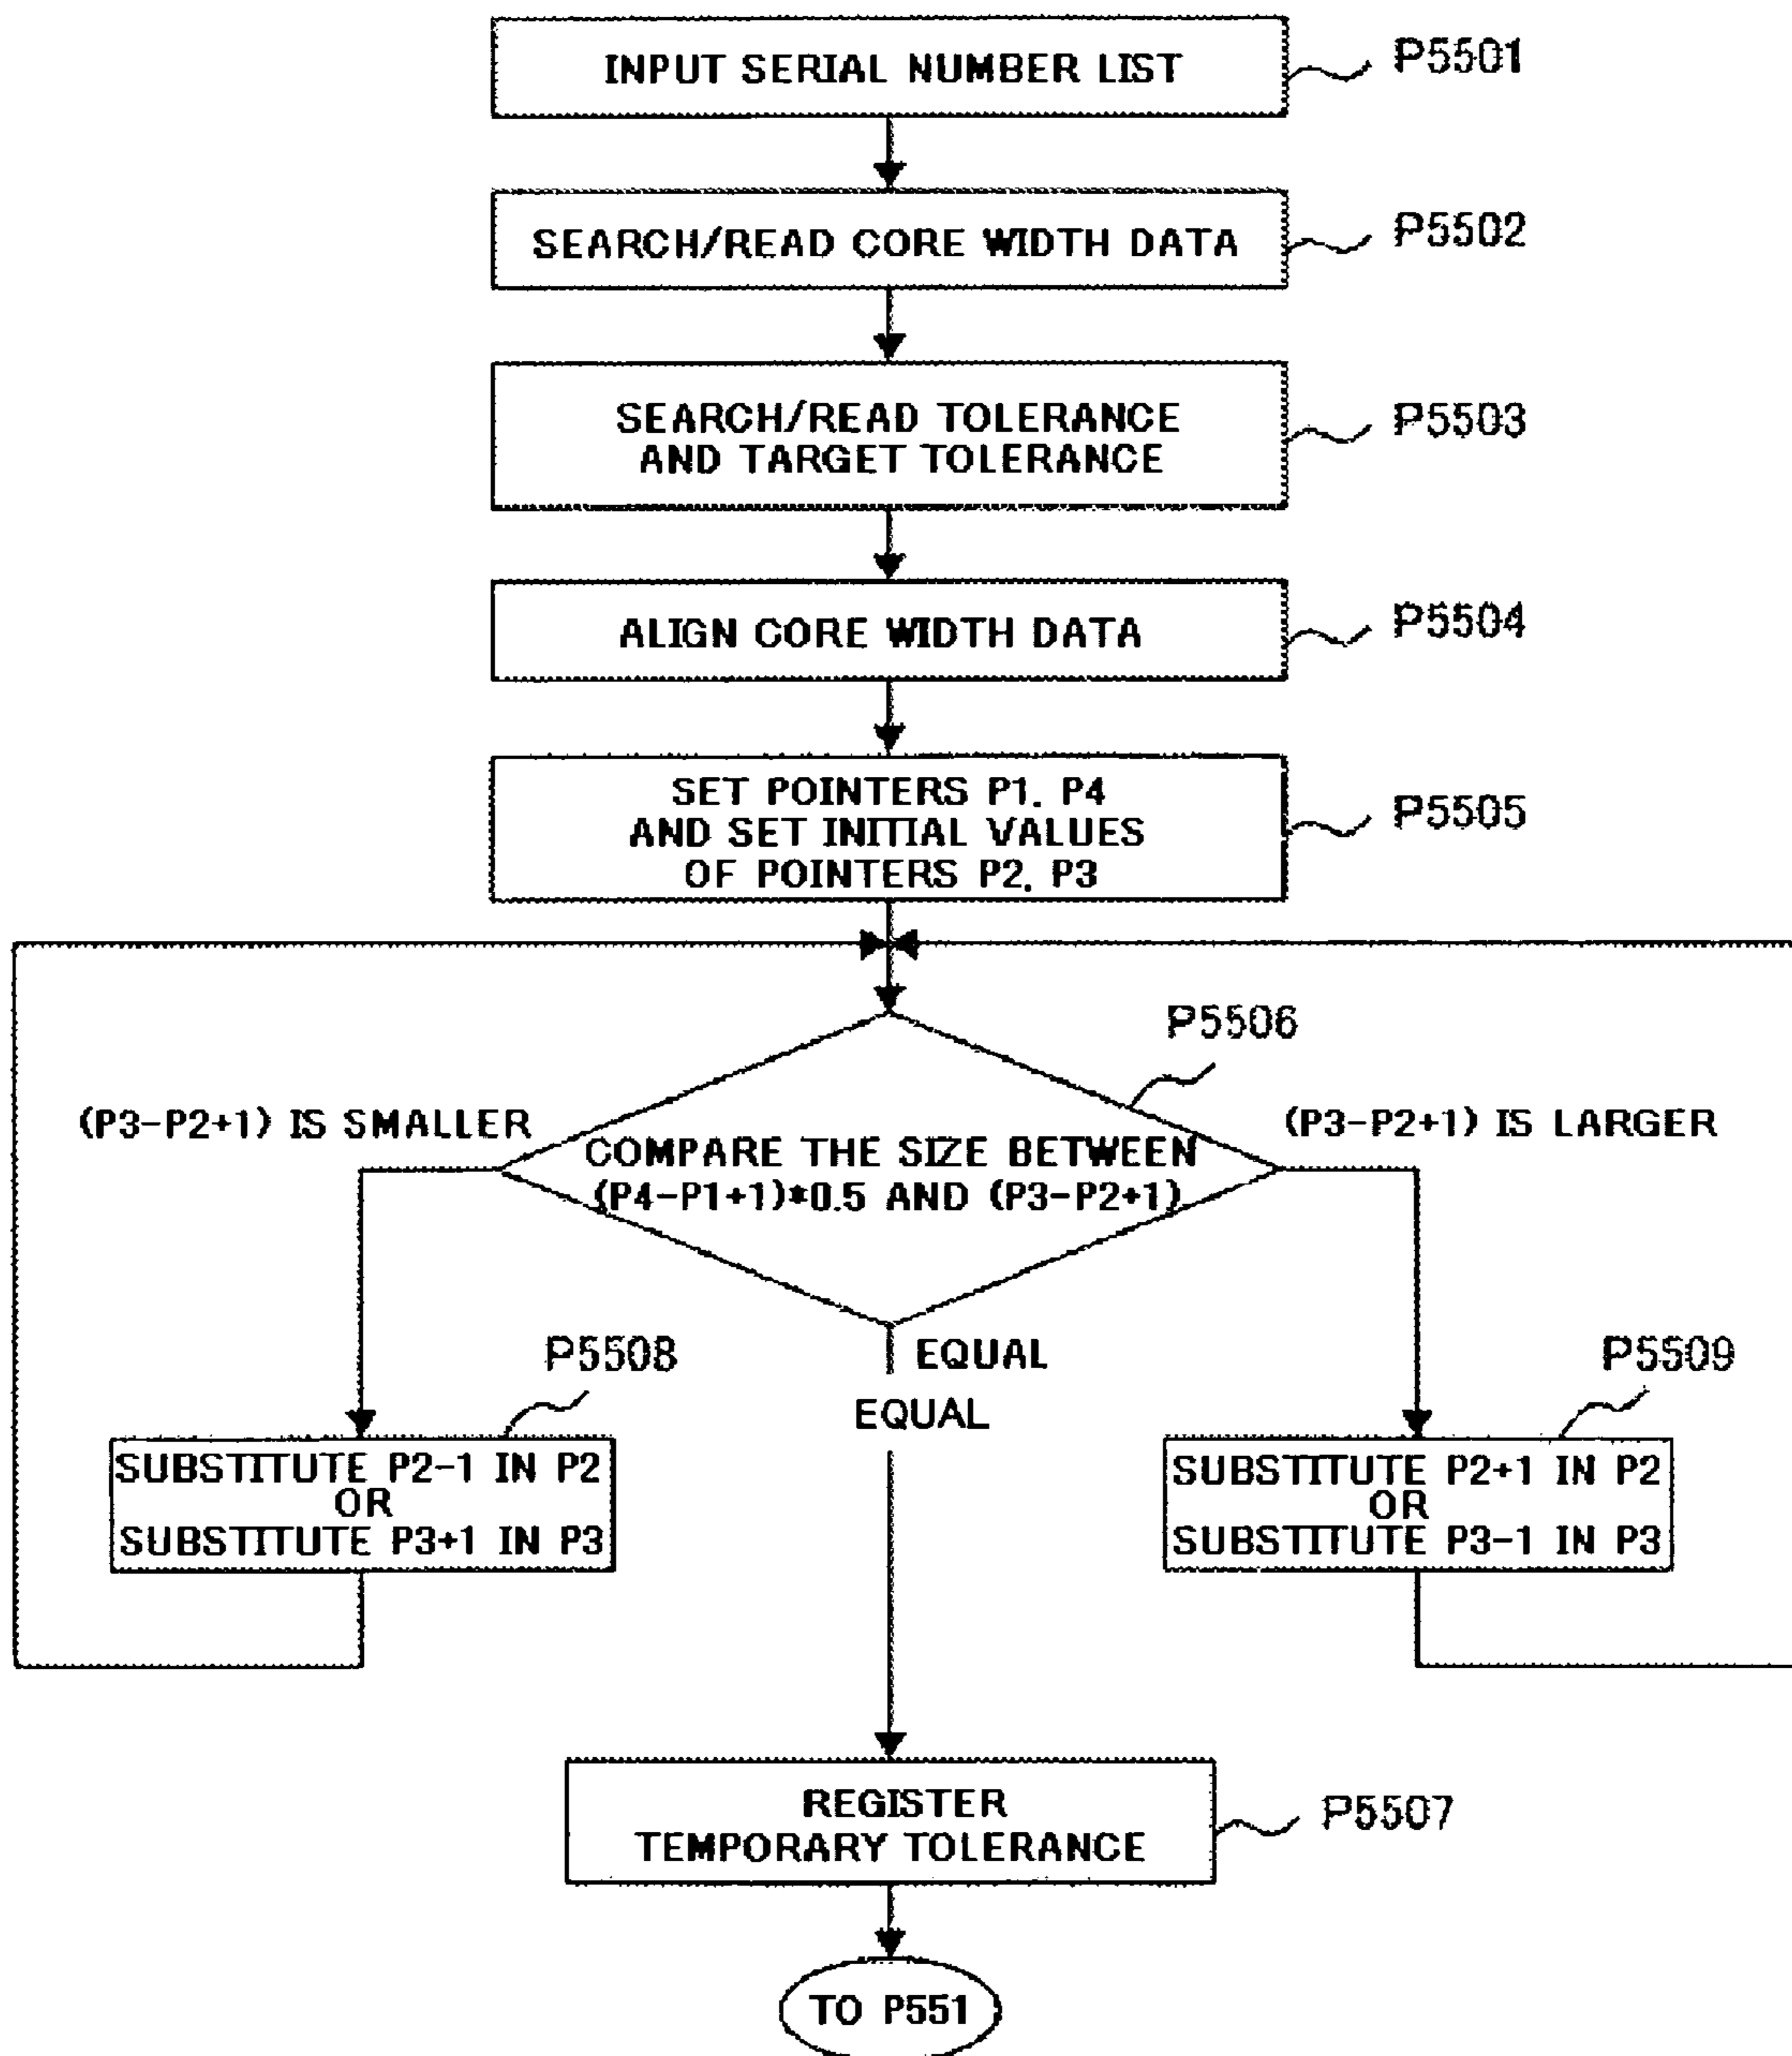 INPUT SERIAL NUMBER LIST
P5501
SEARCH/READ CORE WIDTH DATA
P5502
SEARCH/READ TOLERANCE
AND TARGET TOLERANCE
P5503
ALIGN CORE WIDTH DATA
P5504
SET POINTERS P1, P4
AND SET INITIAL VALUES
OF POINTERS P2, P3
P5505
P5506
(P3-P2+1) IS SMALLER
(P3-P2+1) IS LARGER
COMPARE THE SIZE BETWEEN
(P4-P1+1)*0.5 AND (P3-P2+1)
EQUAL
EQUAL
P5508
P5509
SUBSTITUTE P2-1 IN P2
OR
SUBSTITUTE P3+1 IN P3
SUBSTITUTE P2+1 IN P2
OR
SUBSTITUTE P3-1 IN P3
REGISTER
TEMPORARY TOLERANCE
P5507
TO P551